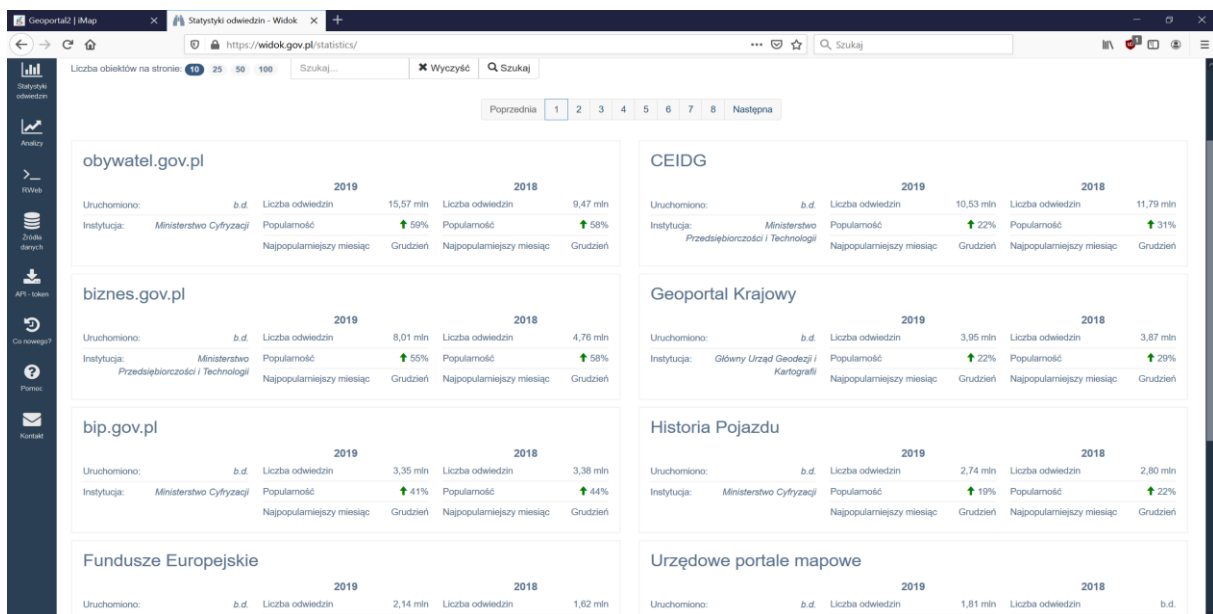 Geoportal2 | iMap
Statystyki odwiedzin - Widok
https://widok.gov.pl/statistics/
Szukaj
Statystyki odwiedzin
Analizy
RWeb
Źródła danych
API - token
Co nowego?
Pomoc
Kontakt
Liczba obiektów na stronie: 10 25 50 100 Szukaj... Wyczyść Szukaj
Poprzednia 1 2 3 4 5 6 7 8 Następna
obywatel.gov.pl
2019 2018
Uruchomiono: b.d. Liczba odwiedzin 15,57 mln Liczba odwiedzin 9,47 mln
Instytucja: Ministerstwo Cyfryzacji Popularność 59% Popularność 58%
Najpopularniejszy miesiąc Grudzień Najpopularniejszy miesiąc Grudzień
CEIDG
2019 2018
Uruchomiono: b.d. Liczba odwiedzin 10,53 mln Liczba odwiedzin 11,79 mln
Instytucja: Ministerstwo Przedsiębiorczości i Technologii Popularność 22% Popularność 31%
Najpopularniejszy miesiąc Grudzień Najpopularniejszy miesiąc Grudzień
biznes.gov.pl
2019 2018
Uruchomiono: b.d. Liczba odwiedzin 8,01 mln Liczba odwiedzin 4,76 mln
Instytucja: Ministerstwo Przedsiębiorczości i Technologii Popularność 55% Popularność 58%
Najpopularniejszy miesiąc Grudzień Najpopularniejszy miesiąc Grudzień
Geoportal Krajowy
2019 2018
Uruchomiono: b.d. Liczba odwiedzin 3,95 mln Liczba odwiedzin 3,87 mln
Instytucja: Główny Urząd Geodezji i Kartografii Popularność 22% Popularność 29%
Najpopularniejszy miesiąc Grudzień Najpopularniejszy miesiąc Grudzień
bip.gov.pl
2019 2018
Uruchomiono: b.d. Liczba odwiedzin 3,35 mln Liczba odwiedzin 3,38 mln
Instytucja: Ministerstwo Cyfryzacji Popularność 41% Popularność 44%
Najpopularniejszy miesiąc Grudzień Najpopularniejszy miesiąc Grudzień
Historia Pojazdu
2019 2018
Uruchomiono: b.d. Liczba odwiedzin 2,74 mln Liczba odwiedzin 2,80 mln
Instytucja: Ministerstwo Cyfryzacji Popularność 19% Popularność 22%
Najpopularniejszy miesiąc Grudzień Najpopularniejszy miesiąc Grudzień
Fundusze Europejskie
2019 2018
Uruchomiono: b.d. Liczba odwiedzin 2,14 mln Liczba odwiedzin 1,62 mln
Urzędowe portale mapowe
2019 2018
Uruchomiono: b.d. Liczba odwiedzin 1,81 mln Liczba odwiedzin b.d.